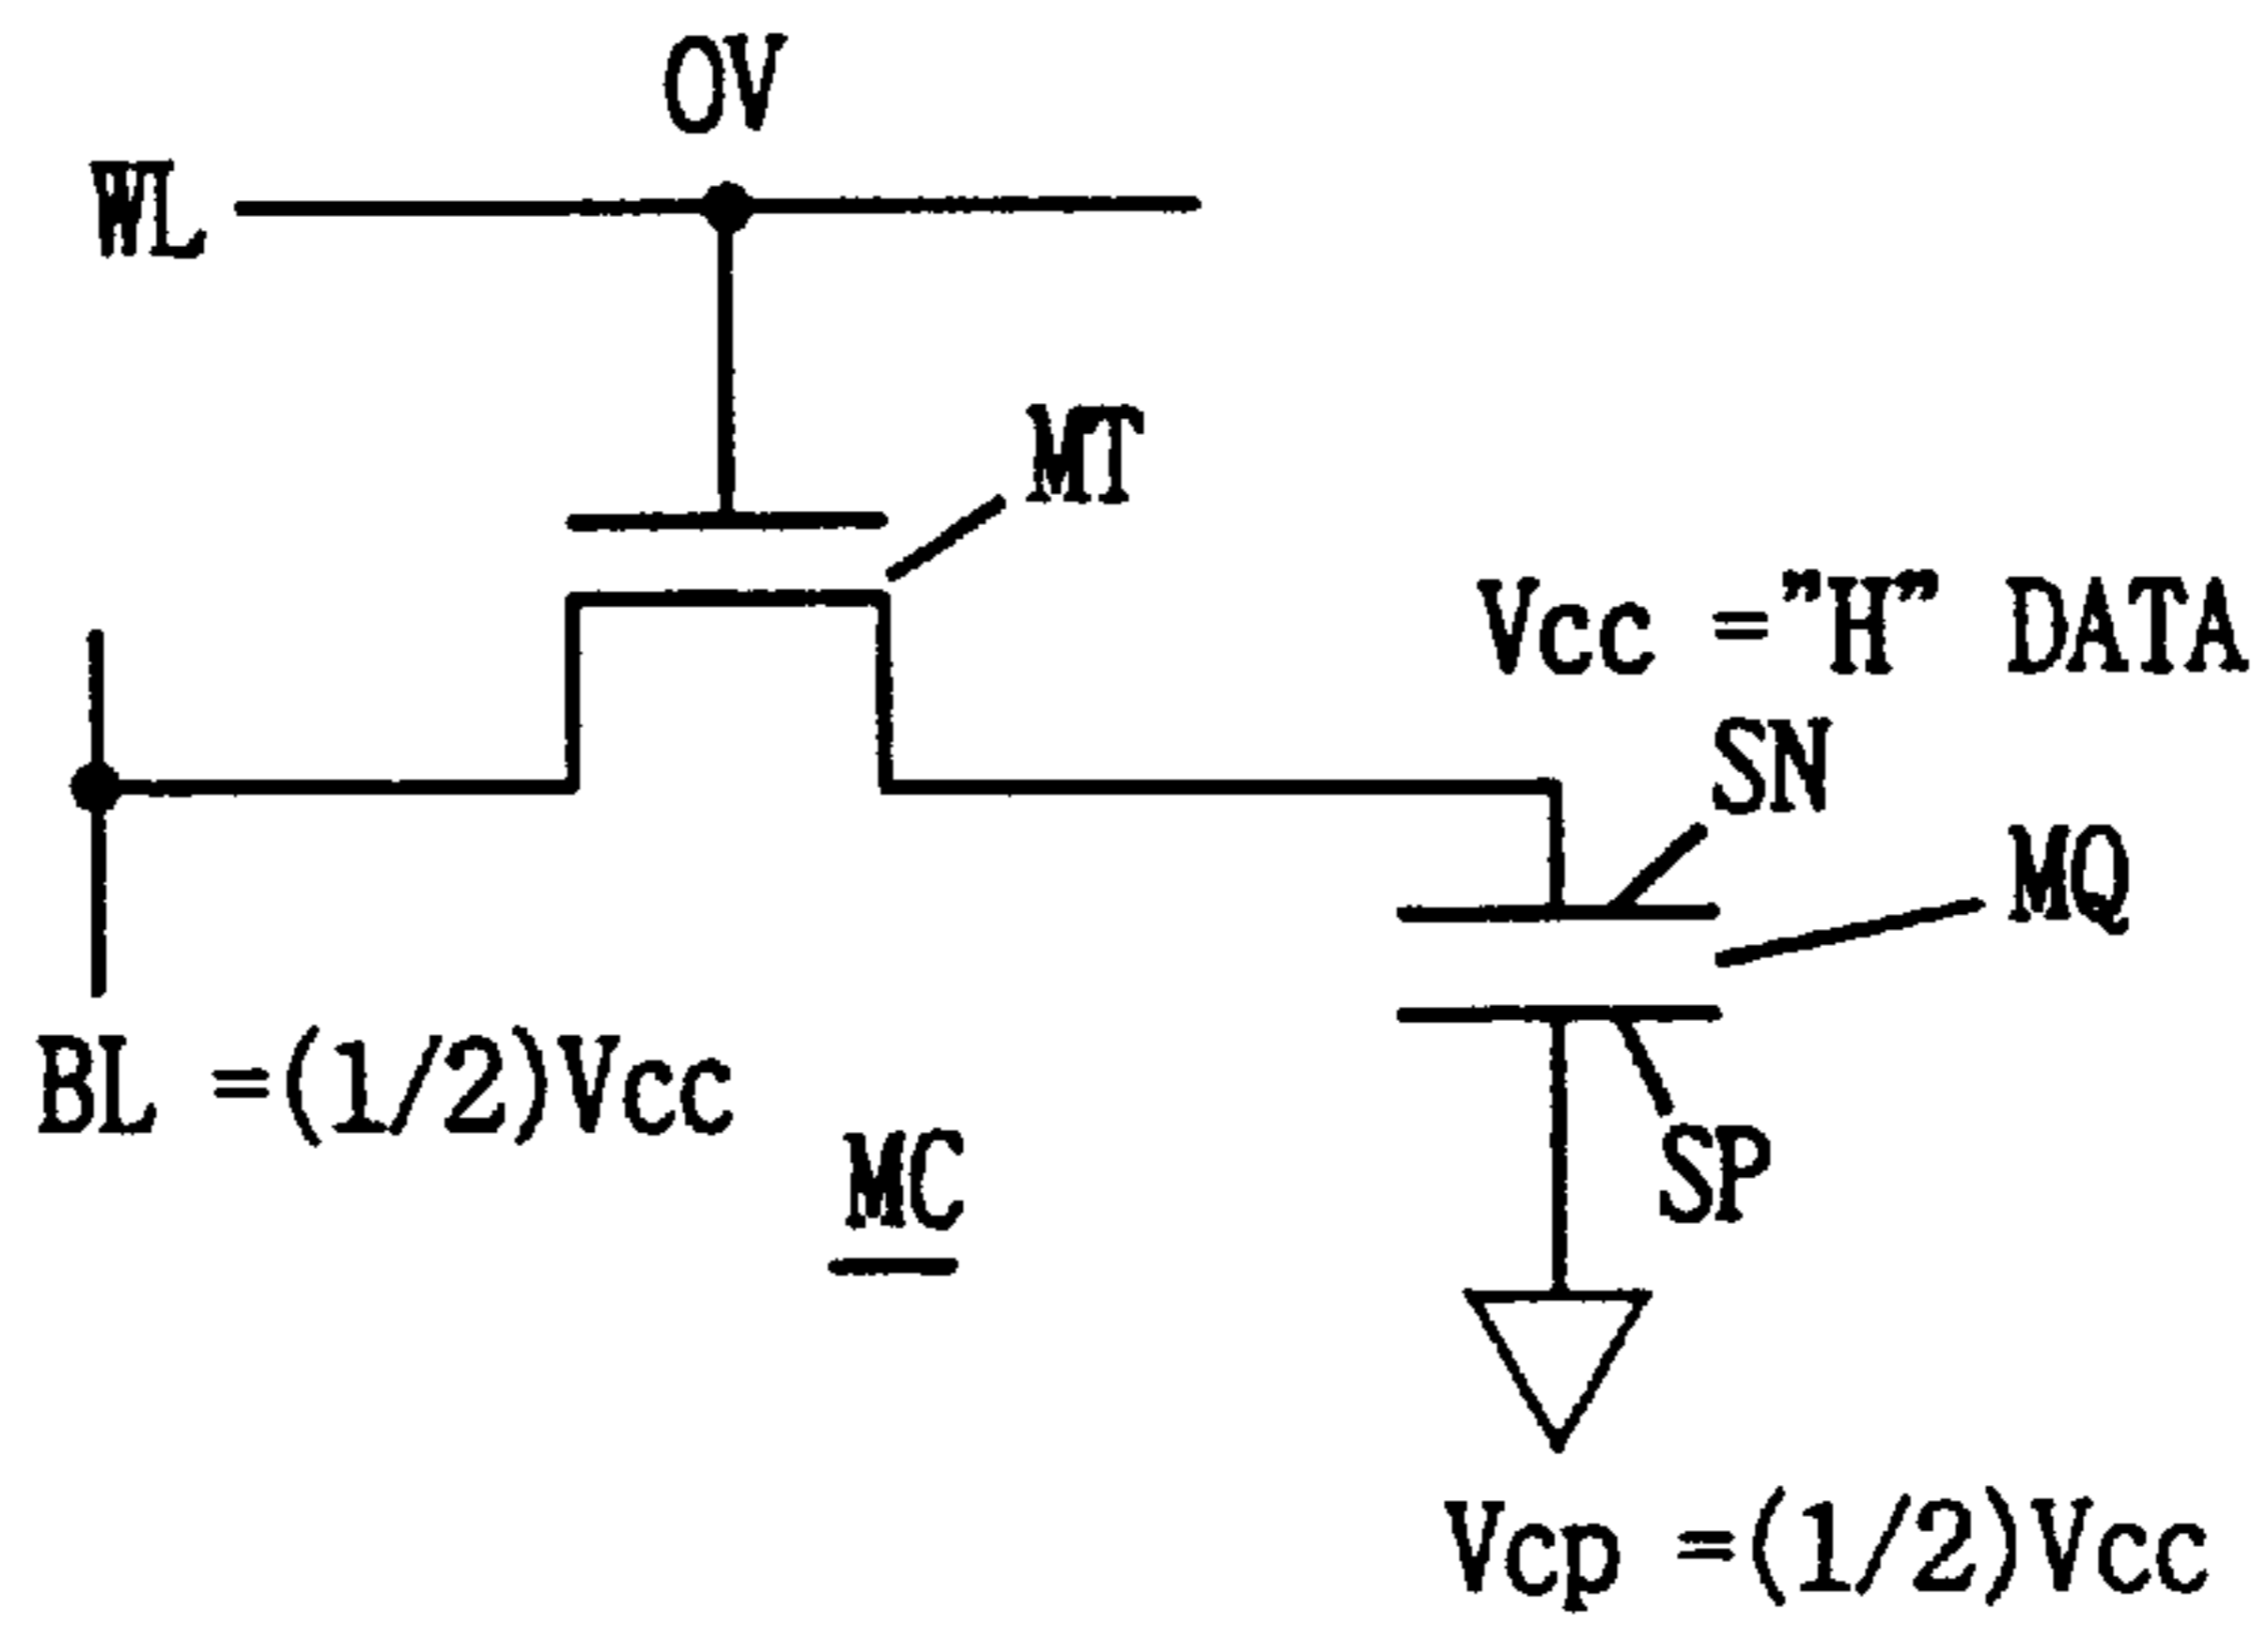 0V
WL
MT
Vcc ="H" DATA
SN
MQ
BL =(1/2)Vcc
MC
SP
Vcp =(1/2)Vcc